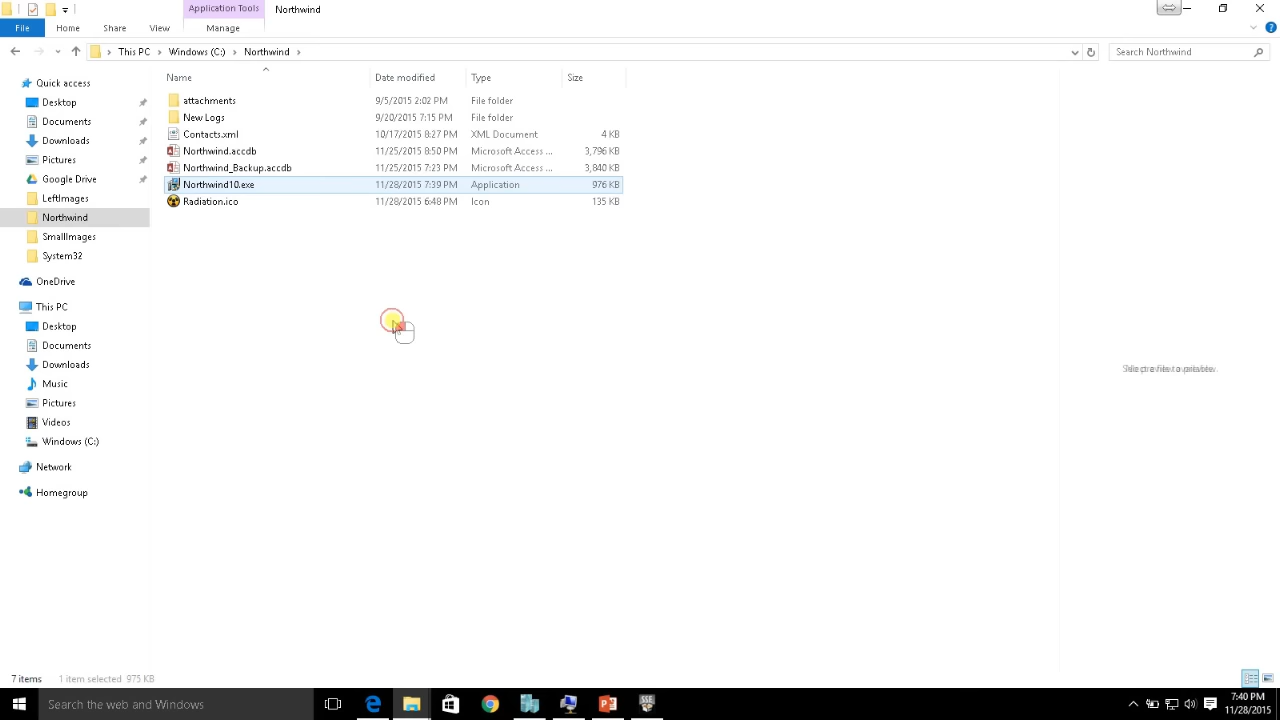 Application Tools
Northwind
File
Home
Share
View
Manage
This PC
Windows (C:)
Northwind
Search Northwind
Name
Date modified
Type
Size
Quick access
Desktop
Documents
Downloads
Pictures
Google Drive
LeftImages
Northwind
SmallImages
System32
OneDrive
This PC
Desktop
Documents
Downloads
Music
Pictures
Videos
Windows (C:)
Network
Homegroup
attachments 9/5/2015 2:02 PM File folder
New Logs 9/20/2015 7:15 PM File folder
Contacts.xml 10/17/2015 8:27 PM XML Document 4 KB
Northwind.accdb 11/25/2015 8:50 PM Microsoft Access ... 3,796 KB
Northwind_Backup.accdb 11/25/2015 7:23 PM Microsoft Access ... 3,840 KB
Northwind10.exe 11/28/2015 7:39 PM Application 976 KB
Radiation.ico 11/28/2015 6:48 PM Icon 135 KB
7 items
1 item selected 975 KB
Search the web and Windows
7:40 PM
11/28/2015